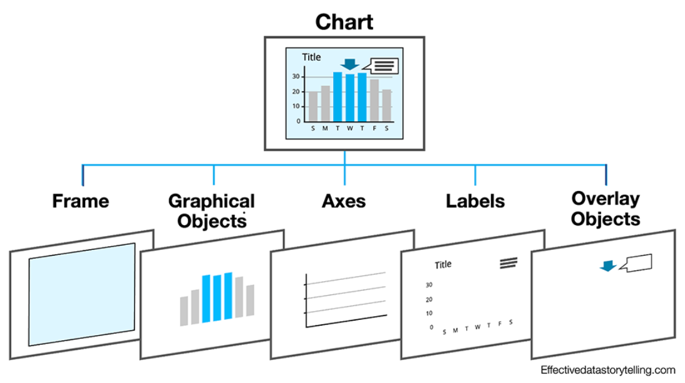 Chart
Title
30
20
10
0
S M T W T F S
Frame
Graphical
Objects
Axes
Labels
Overlay
Objects
Title
30
20
10
0
S M T W T F S
Effectivedatastorytelling.com